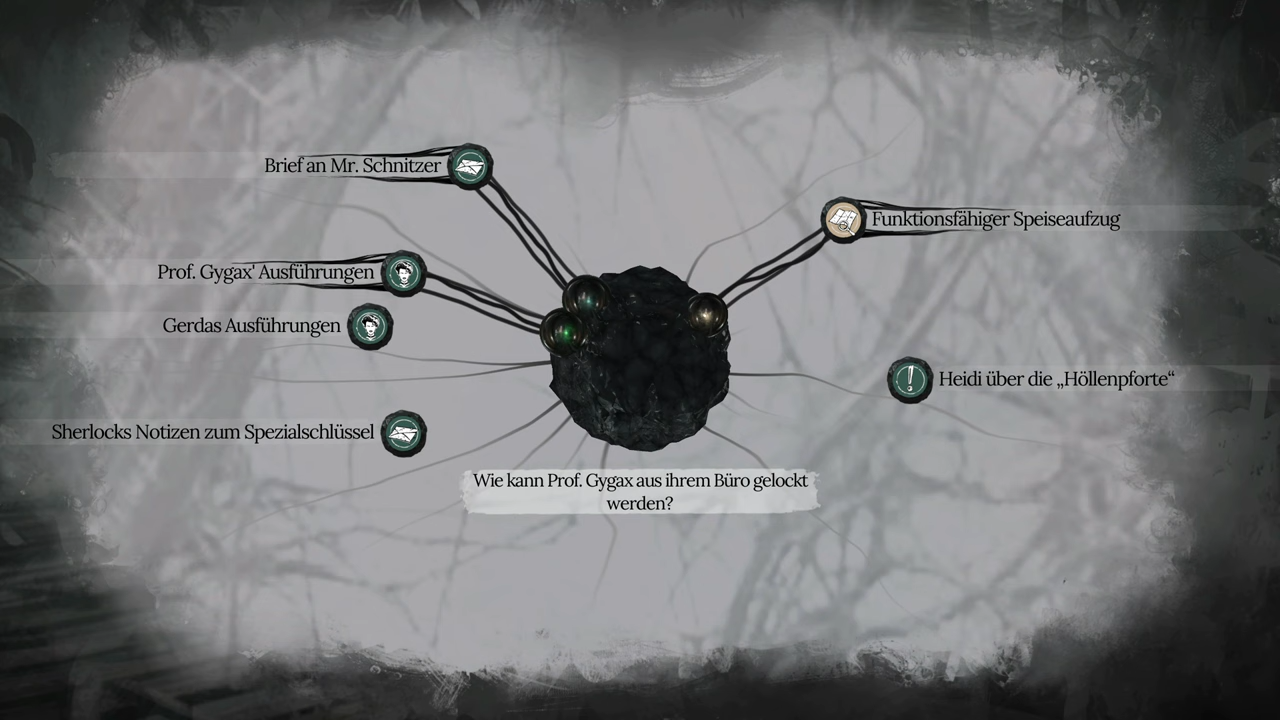 Brief an Mr. Schnitzer
Funktionsfähiger Speiseaufzug
Prof. Gygax' Ausführungen
Gerdas Ausführungen
Heidi über die „Höllenpforte“
Sherlocks Notizen zum Spezialschlüssel
Wie kann Prof. Gygax aus ihrem Büro gelockt
werden?